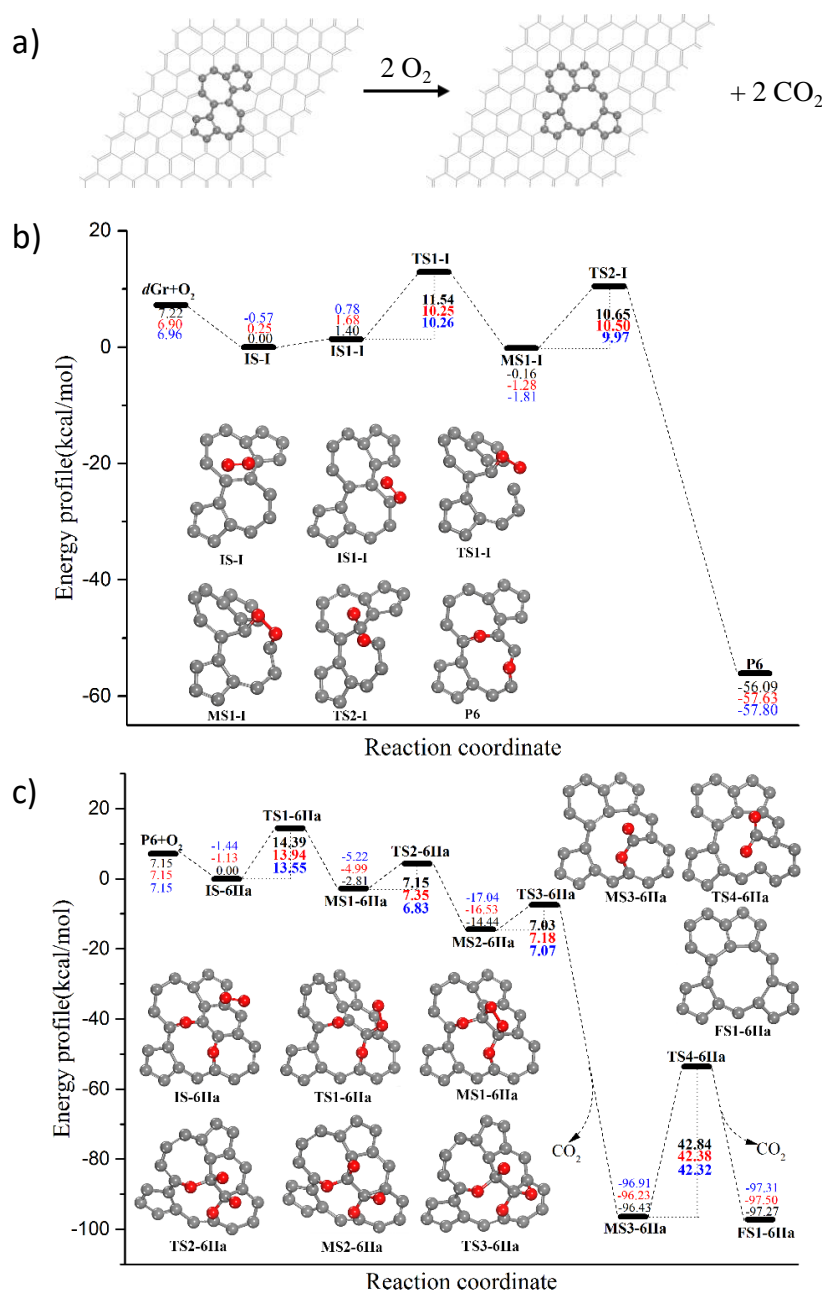 a)
2 O2
+ 2 CO2
b)
Energy profile(kcal/mol)
20
0
-20
-40
-60
dGr+O2
7.22
6.90
6.96
-0.57
0.25
0.00
IS-I
0.78
1.68
1.40
IS1-I
TS1-I
11.54
10.25
10.26
MS1-I
-0.16
-1.28
-1.81
TS2-I
10.65
10.50
9.97
IS-I
IS1-I
TS1-I
MS1-I
TS2-I
P6
P6
-56.09
-57.63
-57.80
Reaction coordinate
c)
Energy profile(kcal/mol)
20
0
-20
-40
-60
-80
-100
P6+O2
7.15
7.15
7.15
-1.44
-1.13
0.00
IS-6IIa
TS1-6IIa
14.39
13.94
13.55
-5.22
-4.99
-2.81
MS1-6IIa
TS2-6IIa
7.15
7.35
6.83
-17.04
-16.53
-14.44
MS2-6IIa
TS3-6IIa
7.03
7.18
7.07
MS3-6IIa
TS4-6IIa
FS1-6IIa
IS-6IIa
TS1-6IIa
MS1-6IIa
TS2-6IIa
MS2-6IIa
TS3-6IIa
CO2
-96.91
-96.23
-96.43
MS3-6IIa
TS4-6IIa
42.84
42.38
42.32
CO2
-97.31
-97.50
-97.27
FS1-6IIa
Reaction coordinate